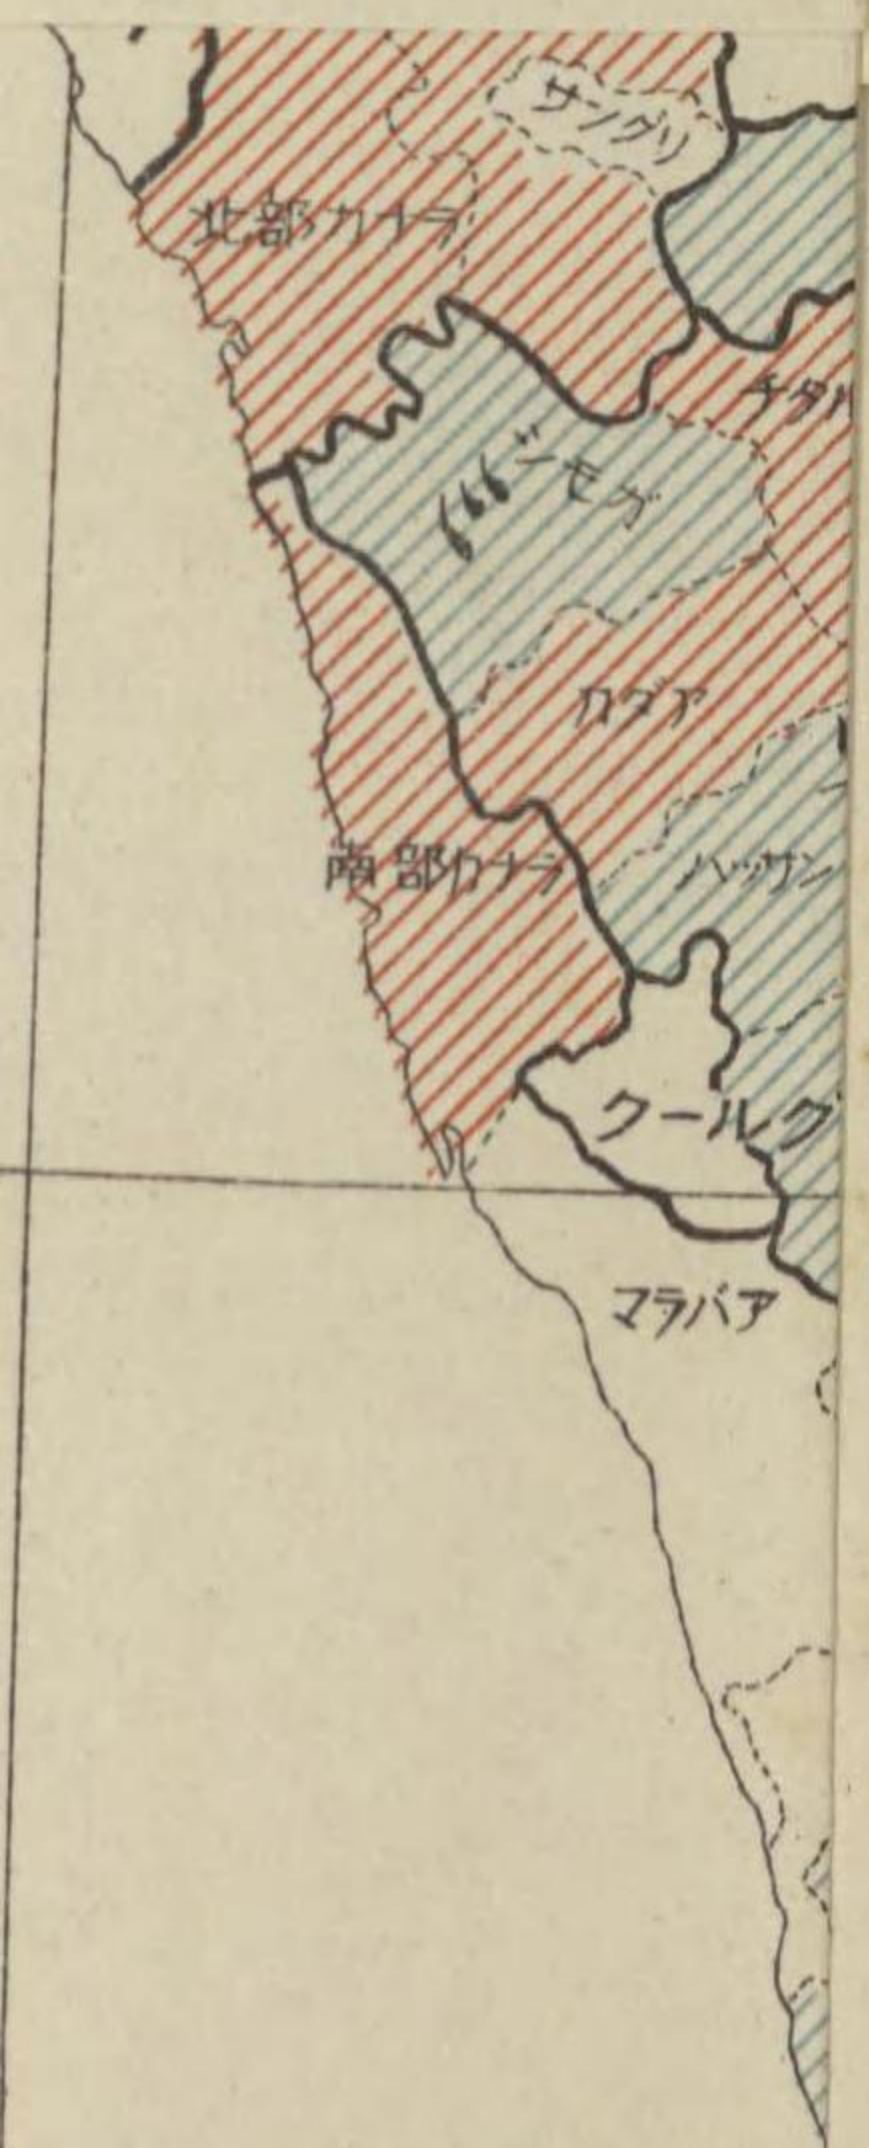 サングリ
北部カナラ
チタル
シモガ
カダア
南部カナラ
ハッサン
クールグ
マラバア